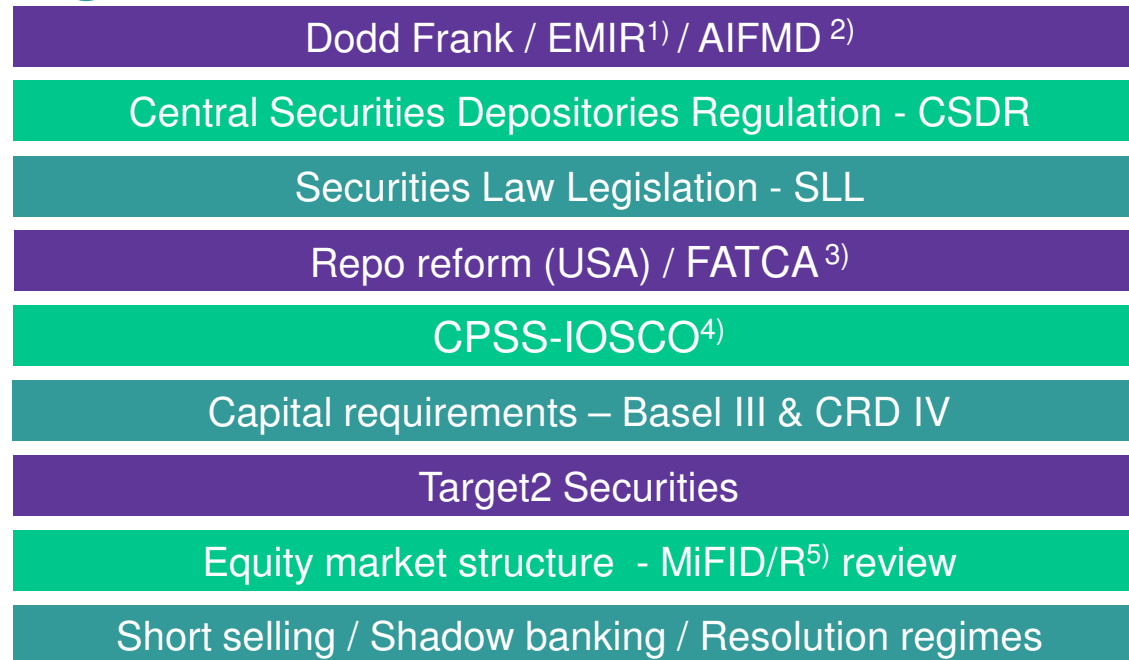 Dodd Frank / EMIR1) / AIFMD 2)
Central Securities Depositories Regulation - CSDR
Securities Law Legislation - SLL
Repo reform (USA) / FATCA 3)
CPSS-IOSCO4)
Capital requirements – Basel III & CRD IV
Target2 Securities
Equity market structure - MiFID/R5) review
Short selling / Shadow banking / Resolution regimes